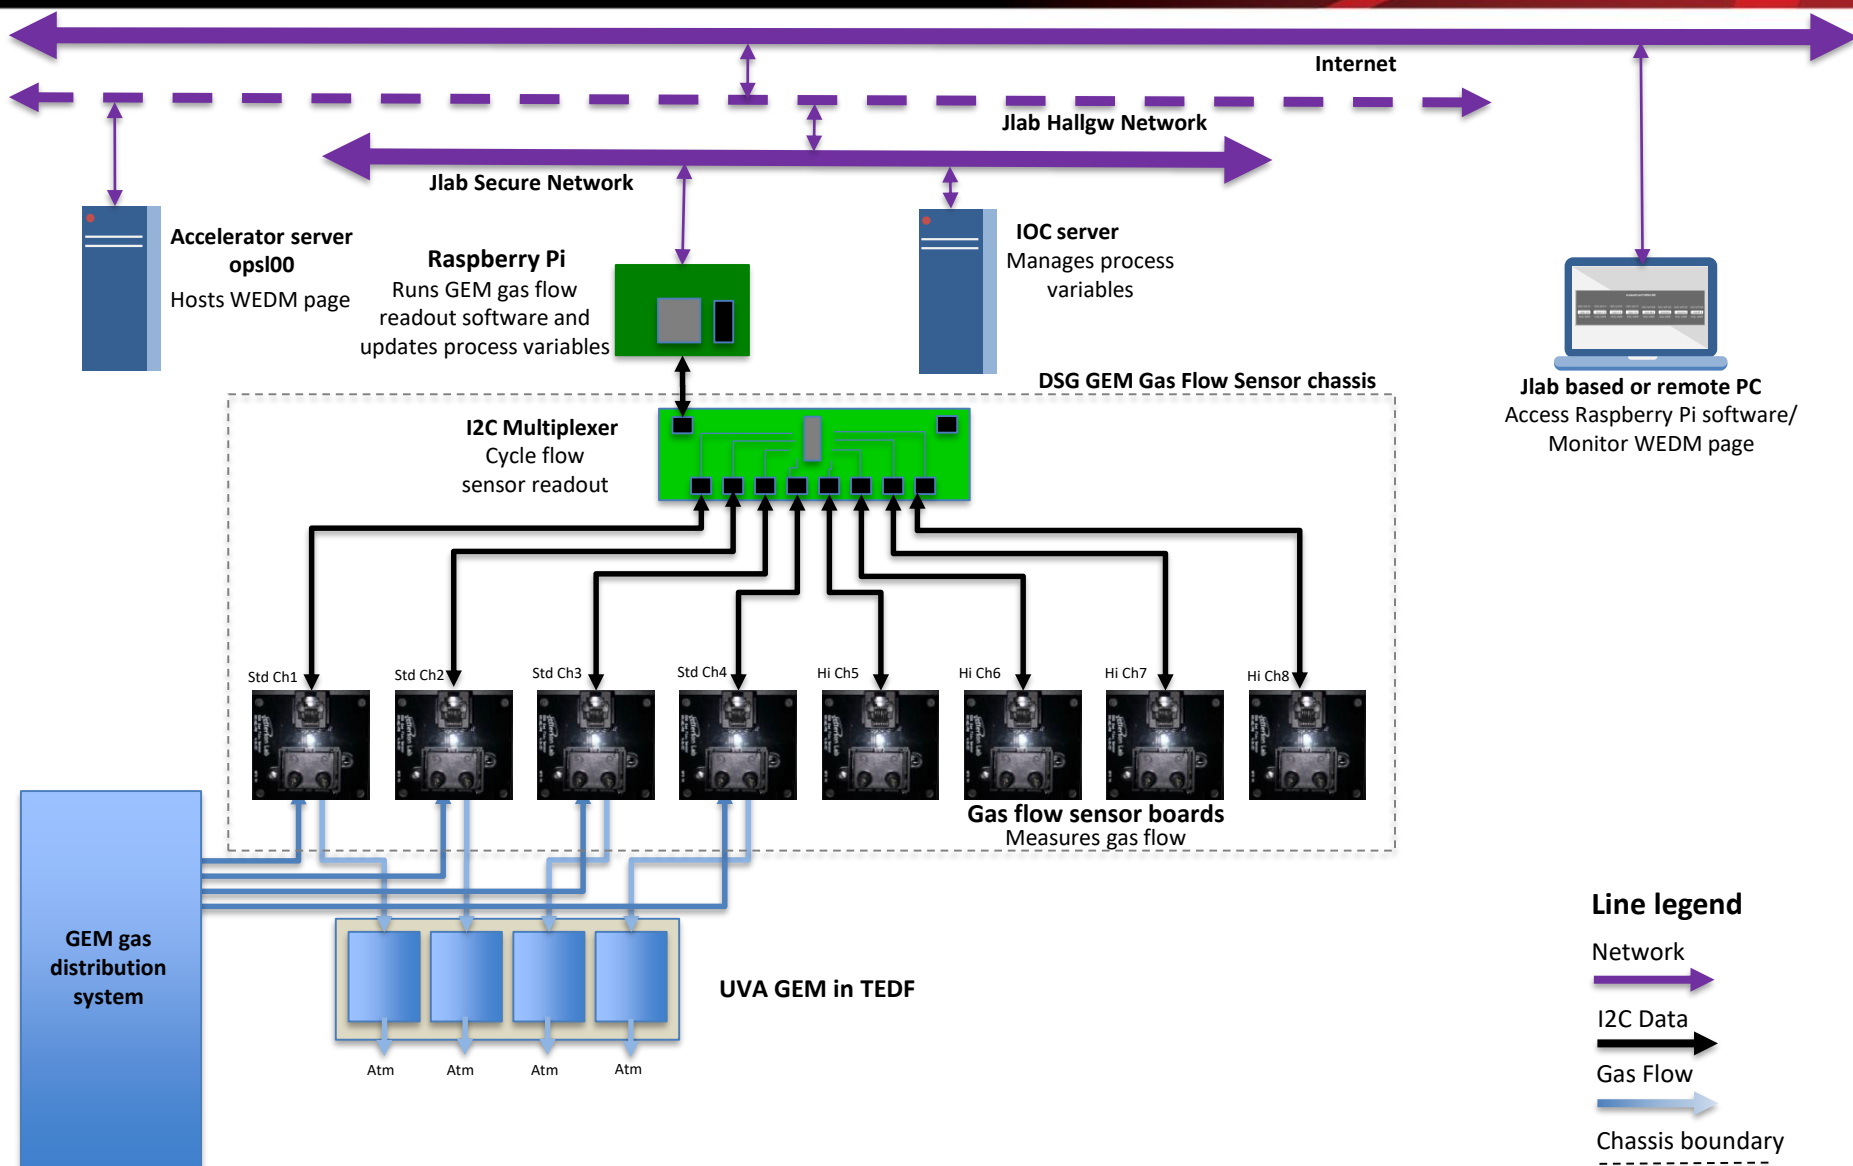 Internet
Jlab Hallgw Network
Jlab Secure Network
Accelerator server
opsl00
Hosts WEDM page
Raspberry Pi
Runs GEM gas flow
readout software and
updates process variables
IOC server
Manages process
variables
Jlab based or remote PC
Access Raspberry Pi software/
Monitor WEDM page
DSG GEM Gas Flow Sensor chassis
I2C Multiplexer
Cycle flow
sensor readout
Std Ch1
Std Ch2
Std Ch3
Std Ch4
Hi Ch5
Hi Ch6
Hi Ch7
Hi Ch8
Gas flow sensor boards
Measures gas flow
GEM gas
distribution
system
UVA GEM in TEDF
Atm
Atm
Atm
Atm
Line legend
Network
I2C Data
Gas Flow
Chassis boundary